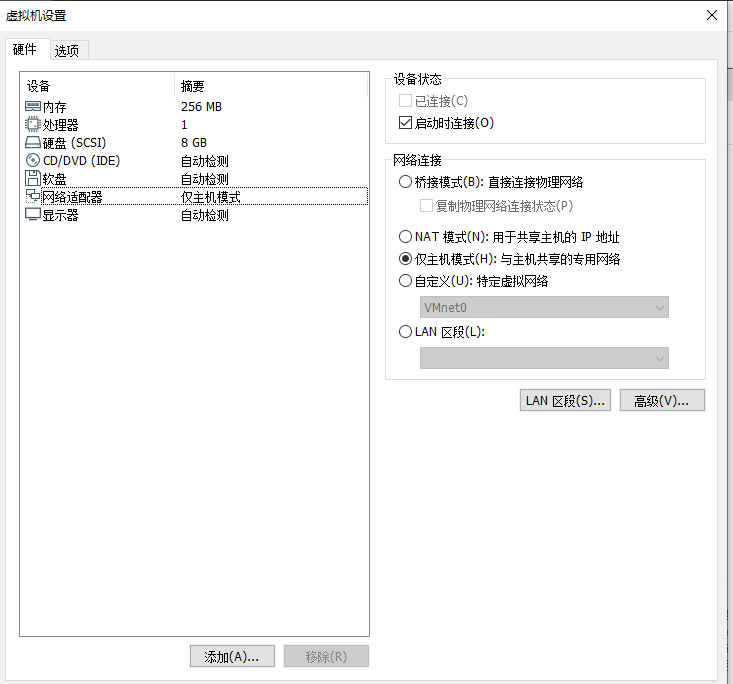 虚拟机设置
硬件 选项
设备 摘要
内存 256 MB
处理器 1
硬盘 (SCSI) 8 GB
CD/DVD (IDE) 自动检测
软盘 自动检测
网络适配器 仅主机模式
显示器 自动检测
添加(A)... 移除(R)
设备状态
已连接(C)
启动时连接(O)
网络连接
桥接模式(B): 直接连接物理网络
复制物理网络连接状态(P)
NAT 模式(N): 用于共享主机的 IP 地址
仅主机模式(H): 与主机共享的专用网络
自定义(U): 特定虚拟网络
VMnet0
LAN 区段(L):
LAN 区段(S)... 高级(V)...